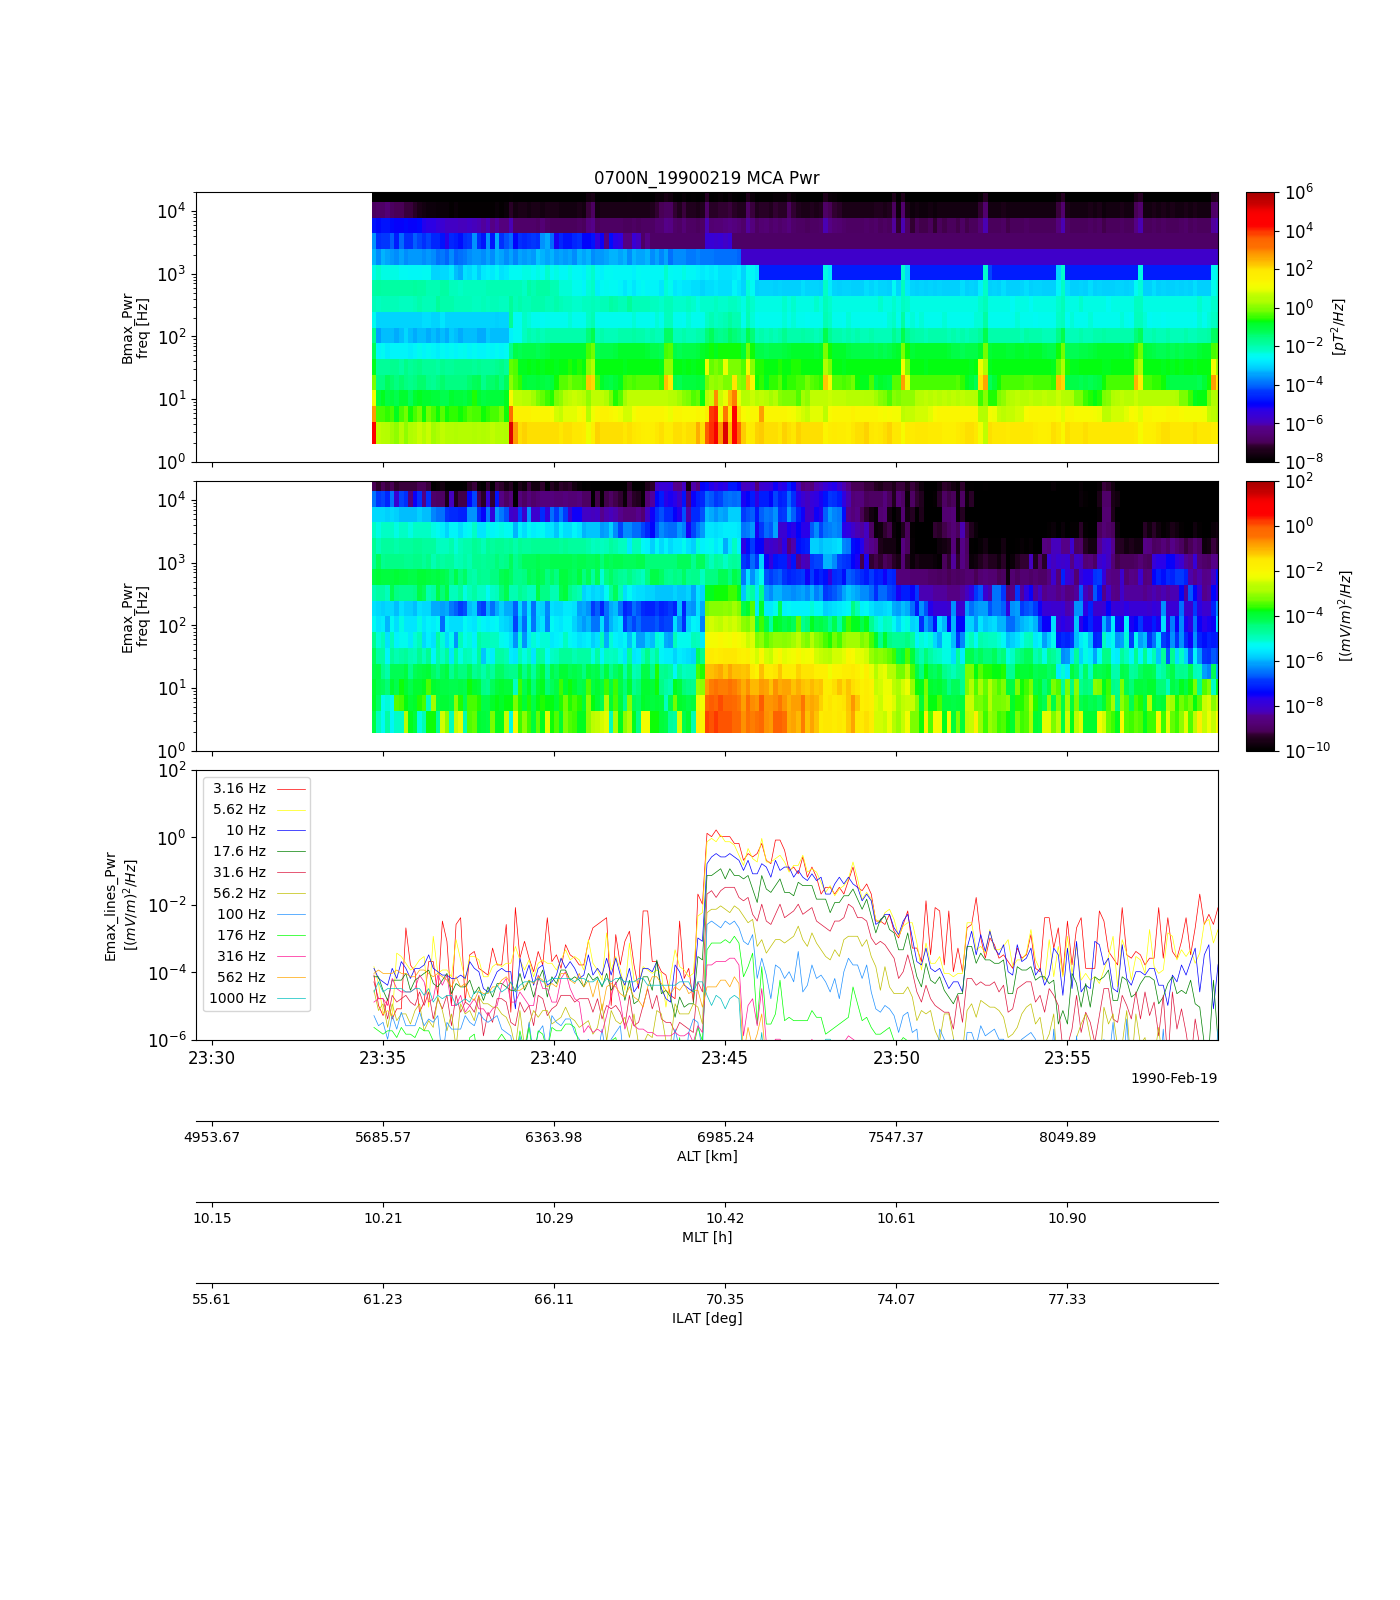 0700N_19900219 MCA Pwr
10^4
10^3
10^2
10^1
10^0
Bmax_Pwr
freq [Hz]
10^6
10^4
10^2
10^0
10^-2
10^-4
10^-6
10^-8
[pT^2/Hz]
10^4
10^3
10^2
10^1
10^0
Emax_Pwr
freq [Hz]
10^2
10^0
10^-2
10^-4
10^-6
10^-8
10^-10
[(mV/m)^2/Hz]
10^2
10^0
10^-2
10^-4
10^-6
Emax_lines_Pwr
[(mV/m)^2/Hz]
3.16 Hz
5.62 Hz
10 Hz
17.6 Hz
31.6 Hz
56.2 Hz
100 Hz
176 Hz
316 Hz
562 Hz
1000 Hz
23:30 23:35 23:40 23:45 23:50 23:55
1990-Feb-19
4953.67 5685.57 6363.98 6985.24 7547.37 8049.89
ALT [km]
10.15 10.21 10.29 10.42 10.61 10.90
MLT [h]
55.61 61.23 66.11 70.35 74.07 77.33
ILAT [deg]